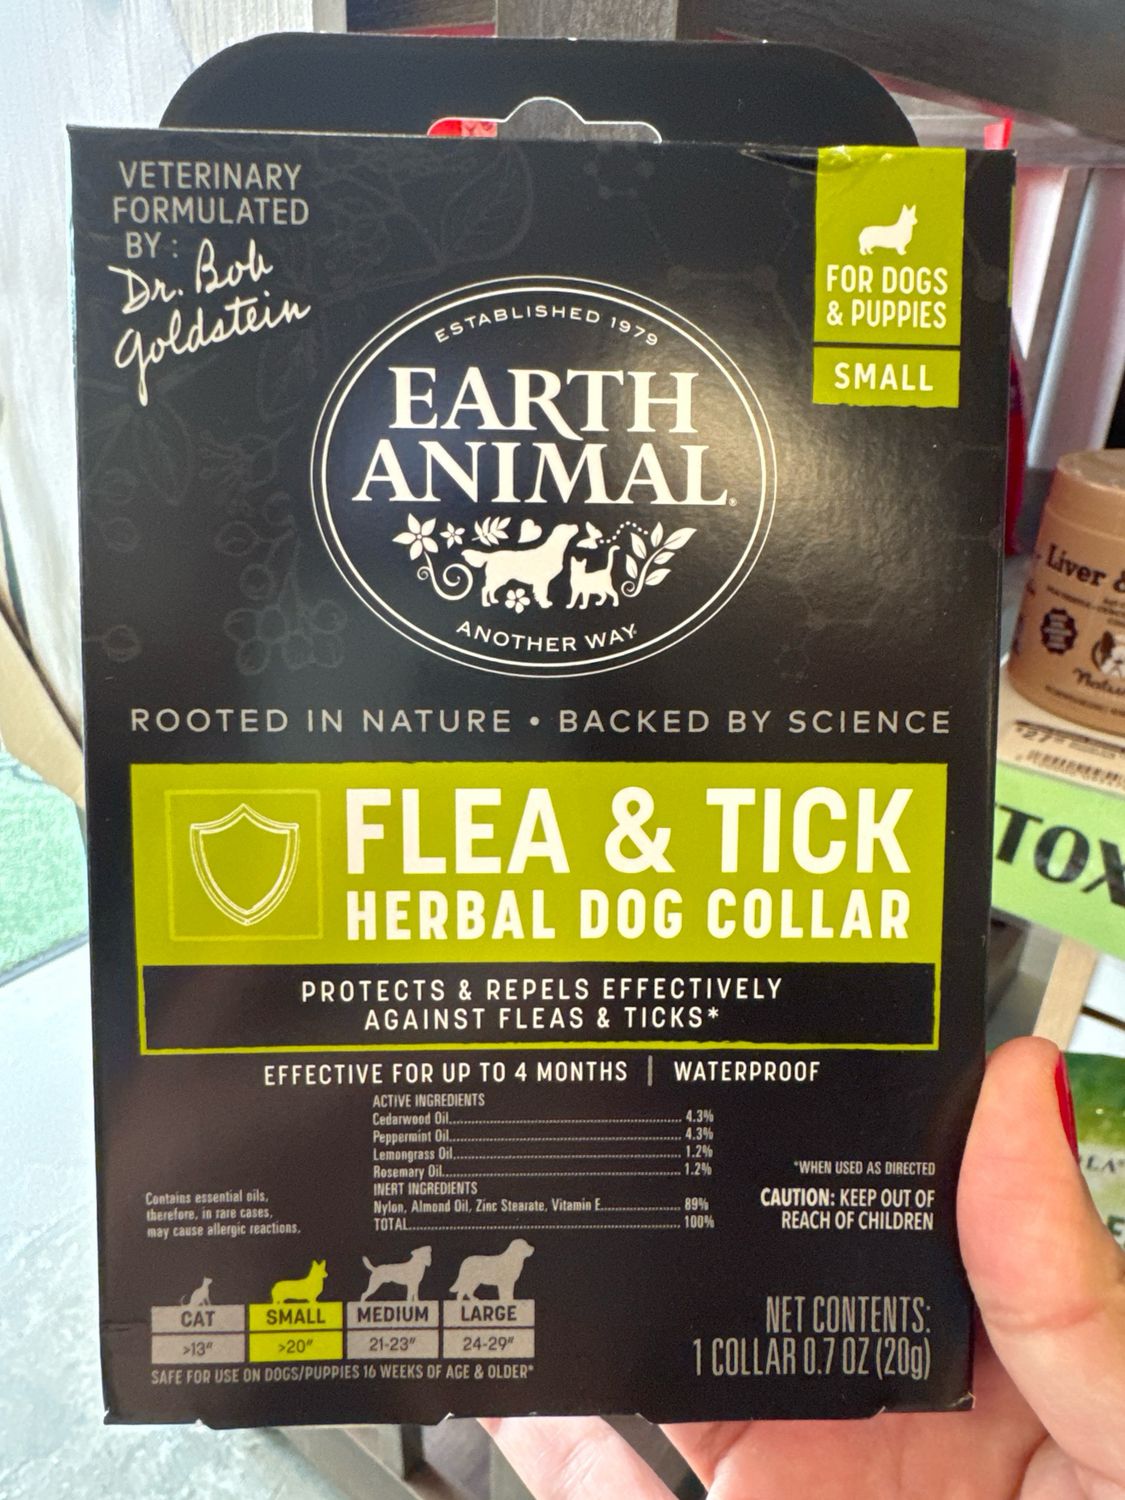 VETERINARY
FORMULATED
BY:
Dr. Bob
Goldstein
FOR DOGS
& PUPPIES
SMALL
ESTABLISHED 1979
EARTH
ANIMAL®
ANOTHER WAY
ROOTED IN NATURE • BACKED BY SCIENCE
FLEA & TICK
HERBAL DOG COLLAR
PROTECTS & REPELS EFFECTIVELY
AGAINST FLEAS & TICKS*
EFFECTIVE FOR UP TO 4 MONTHS | WATERPROOF
ACTIVE INGREDIENTS
Cedarwood Oil 4.3%
Peppermint Oil 4.3%
Lemongrass Oil 1.2%
Rosemary Oil 1.2%
INERT INGREDIENTS
Nylon, Almond Oil, Zinc Stearate, Vitamin E 89%
TOTAL 100%
Contains essential oils,
therefore, in rare cases,
may cause allergic reactions.
*WHEN USED AS DIRECTED
CAUTION: KEEP OUT OF
REACH OF CHILDREN
CAT SMALL MEDIUM LARGE
>13" >20" 21-23" 24-29"
SAFE FOR USE ON DOGS/PUPPIES 16 WEEKS OF AGE & OLDER*
NET CONTENTS:
1 COLLAR 0.7 OZ (20g)
Liver &
TOX